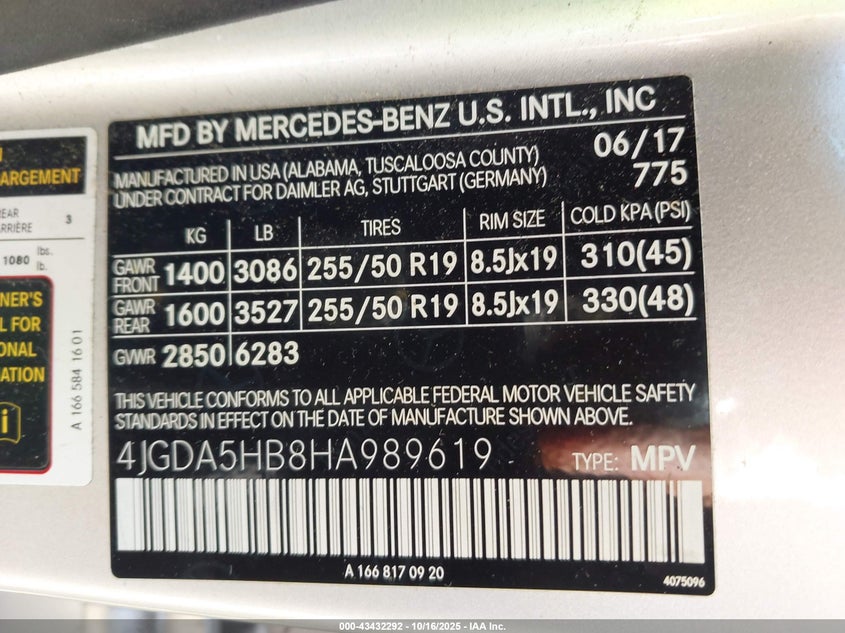 MFD BY MERCEDES-BENZ U.S. INTL., INC
MANUFACTURED IN USA (ALABAMA, TUSCALOOSA COUNTY) 06/17
UNDER CONTRACT FOR DAIMLER AG, STUTTGART (GERMANY) 775
KG LB TIRES RIM SIZE COLD KPA (PSI)
GAWR FRONT 1400 3086 255/50 R19 8.5Jx19 310(45)
GAWR REAR 1600 3527 255/50 R19 8.5Jx19 330(48)
GVWR 2850 6283
THIS VEHICLE CONFORMS TO ALL APPLICABLE FEDERAL MOTOR VEHICLE SAFETY
STANDARDS IN EFFECT ON THE DATE OF MANUFACTURE SHOWN ABOVE.
4JGDA5HB8HA989619 TYPE: MPV
A 166 817 09 20
4075096
ARGEMENT
REAR
ARRIÈRE 3
1080 lbs.
lb.
NER'S
L FOR
ONAL
ATION
i
A 166 584 16 01
000-43432292 - 10/16/2025 - IAA Inc.